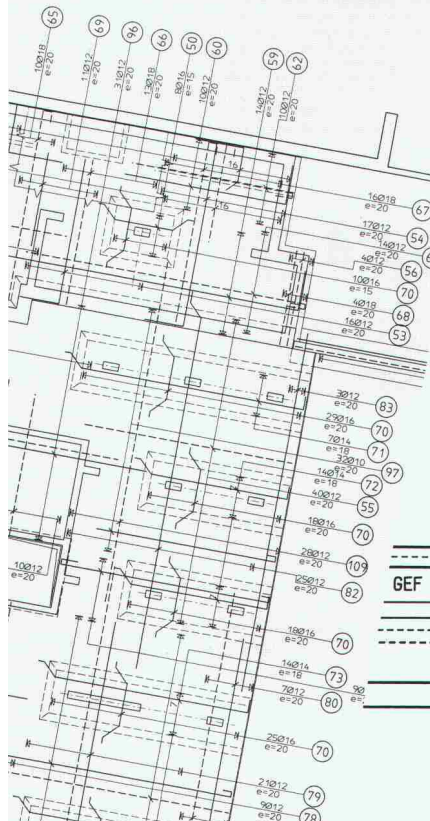 65
10Ø18
e=20
69
11Ø12
e=20
96
31Ø12
e=20
66
13Ø18
e=20
50
8Ø16
e=15
60
10Ø12
e=20
59
14Ø12
e=20
62
10Ø12
e=20
16
16
16Ø18
e=20
67
17Ø12
e=20
54
14Ø12
e=20
4Ø12
e=20
56
10Ø16
e=15
70
4Ø18
e=20
68
16Ø12
e=20
53
3Ø12
e=20
83
29Ø16
e=20
70
7Ø14
e=18
71
32Ø10
e=20
97
14Ø14
e=18
72
40Ø12
e=20
55
18Ø16
e=20
70
28Ø12
e=20
109
25Ø12
e=20
82
10Ø12
e=20
GEF
18Ø16
e=20
70
14Ø14
e=18
73
7Ø12
e=20
80
7
25Ø16
e=20
70
21Ø12
e=20
79
9Ø12
e=20
78